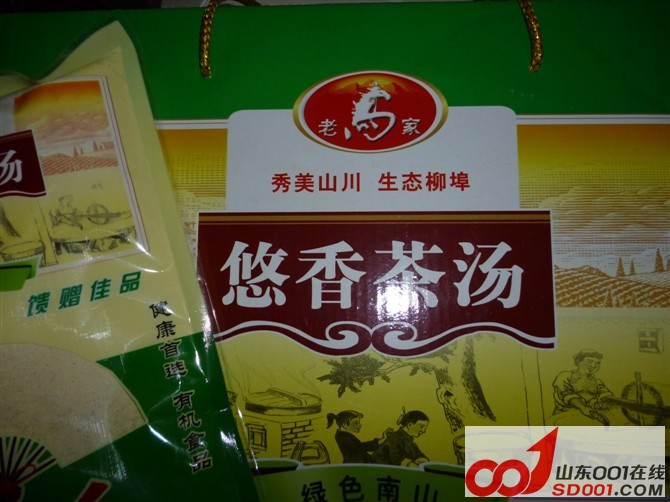 老馬家
秀美山川 生态柳埠
悠香茶汤
绿色南山
汤
馈赠佳品
健康首选 有机食品
001 山东001在线
SD001.COM